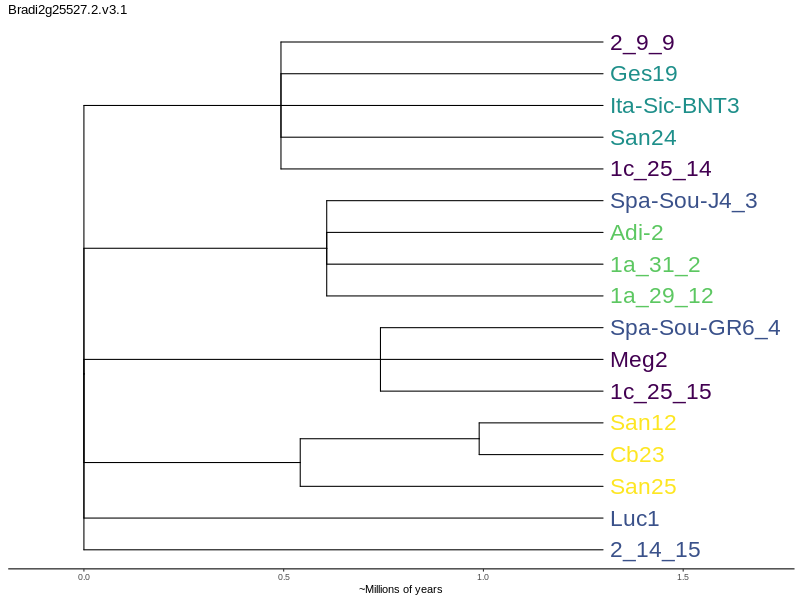 Bradi2g25527.2.v3.1
2_9_9
Ges19
Ita-Sic-BNT3
San24
1c_25_14
Spa-Sou-J4_3
Adi-2
1a_31_2
1a_29_12
Spa-Sou-GR6_4
Meg2
1c_25_15
San12
Cb23
San25
Luc1
2_14_15
0.0 0.5 1.0 1.5
~Millions of years